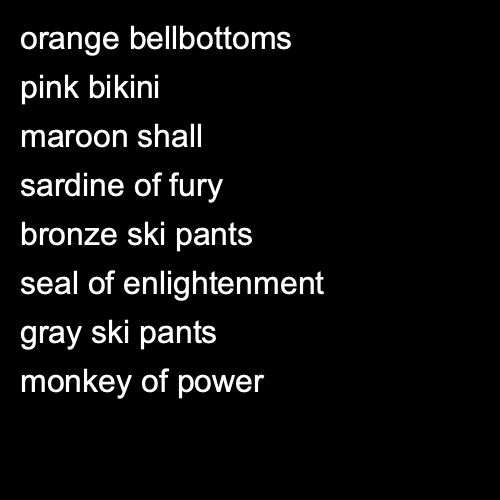 orange bellbottoms
pink bikini
maroon shall
sardine of fury
bronze ski pants
seal of enlightenment
gray ski pants
monkey of power